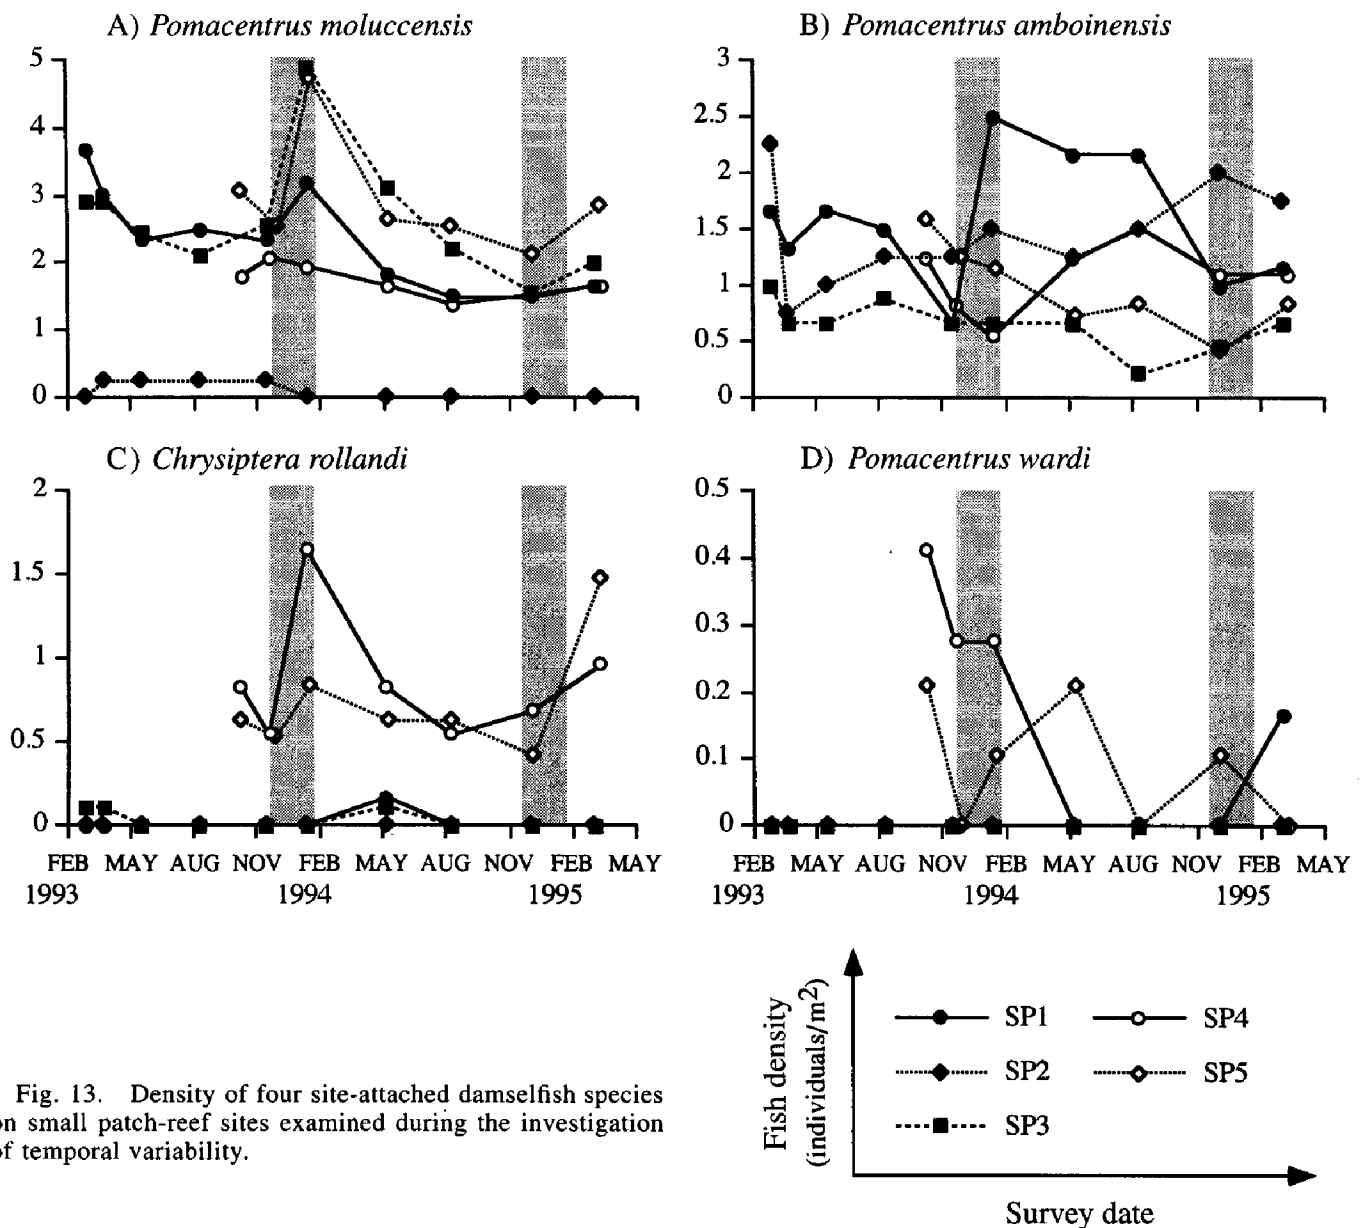 A) Pomacentrus moluccensis
5
4
3
2
1
0
B) Pomacentrus amboinensis
3
2.5
2
1.5
1
0.5
0
C) Chrysiptera rollandi
2
1.5
1
0.5
0
FEB MAY AUG NOV FEB MAY AUG NOV FEB MAY
1993 1994 1995
D) Pomacentrus wardi
0.5
0.4
0.3
0.2
0.1
0
FEB MAY AUG NOV FEB MAY AUG NOV FEB MAY
1993 1994 1995
Fish density
(individuals/m2)
SP1 SP4
SP2 SP5
SP3
Survey date
Fig. 13. Density of four site-attached damselfish species
on small patch-reef sites examined during the investigation
of temporal variability.